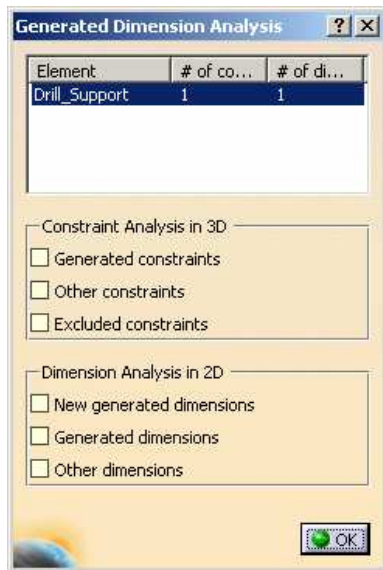 Generated Dimension Analysis
Element # of co... # of di...
Drill_Support 1 1
Constraint Analysis in 3D
Generated constraints
Other constraints
Excluded constraints
Dimension Analysis in 2D
New generated dimensions
Generated dimensions
Other dimensions
OK